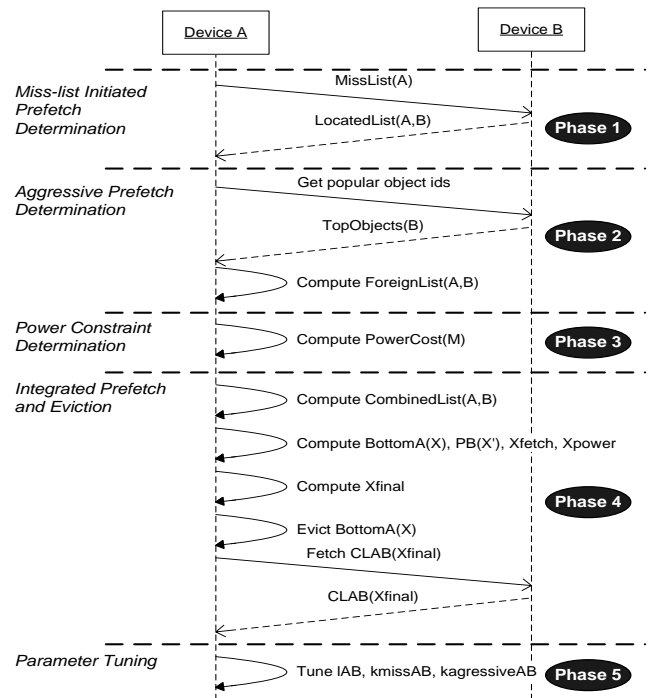 Device A
Device B
Miss-list Initiated
Prefetch
Determination
MissList(A)
LocatedList(A,B)
Phase 1
Aggressive Prefetch
Determination
Get popular object ids
TopObjects(B)
Phase 2
Compute ForeignList(A,B)
Power Constraint
Determination
Compute PowerCost(M)
Phase 3
Integrated Prefetch
and Eviction
Compute CombinedList(A,B)
Compute BottomA(X), PB(X'), Xfetch, Xpower
Compute Xfinal
Phase 4
Evict BottomA(X)
Fetch CLAB(Xfinal)
CLAB(Xfinal)
Parameter Tuning
Tune lAB, kmissAB, kagressiveAB
Phase 5